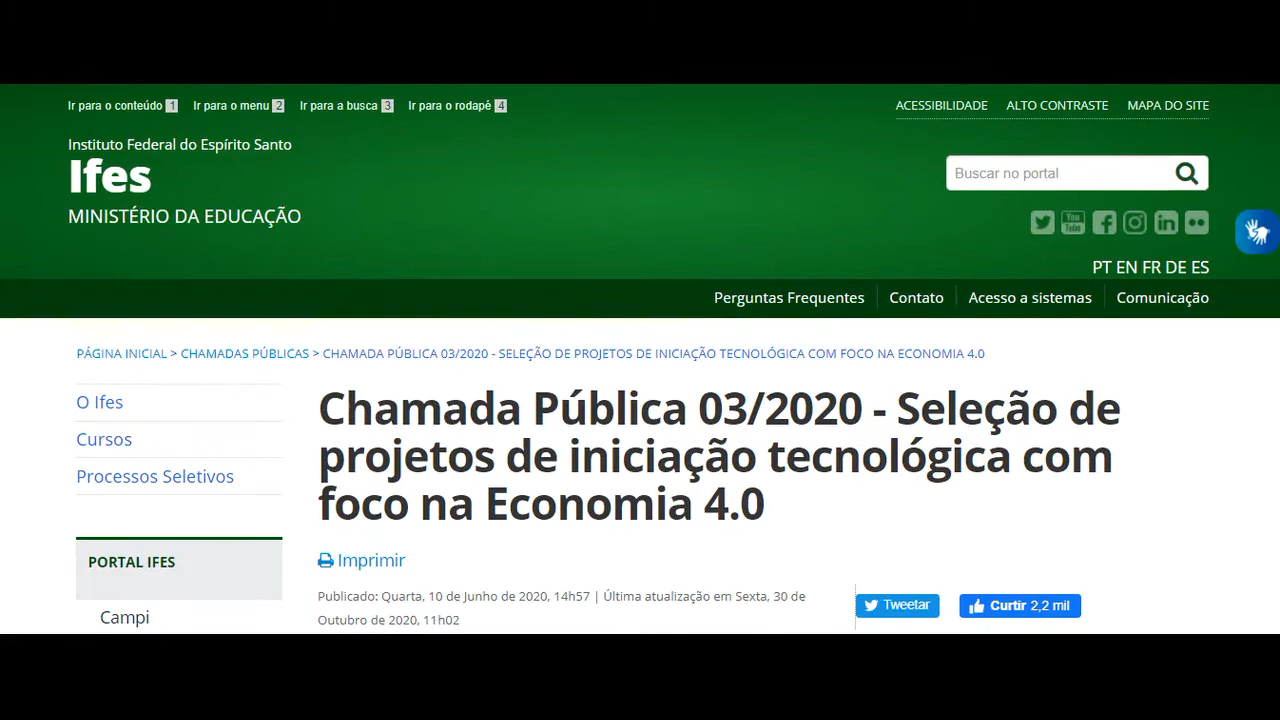 Ir para o conteúdo 1 Ir para o menu 2 Ir para a busca 3 Ir para o rodapé 4
ACESSIBILIDADE ALTO CONTRASTE MAPA DO SITE
Instituto Federal do Espírito Santo
Ifes
MINISTÉRIO DA EDUCAÇÃO
Buscar no portal
You Tube
PT EN FR DE ES
Perguntas Frequentes Contato Acesso a sistemas Comunicação
PÁGINA INICIAL > CHAMADAS PÚBLICAS > CHAMADA PÚBLICA 03/2020 - SELEÇÃO DE PROJETOS DE INICIAÇÃO TECNOLÓGICA COM FOCO NA ECONOMIA 4.0
O Ifes
Cursos
Processos Seletivos
PORTAL IFES
Campi
Chamada Pública 03/2020 - Seleção de
projetos de iniciação tecnológica com
foco na Economia 4.0
Imprimir
Publicado: Quarta, 10 de Junho de 2020, 14h57 | Última atualização em Sexta, 30 de
Outubro de 2020, 11h02
Tweetar
Curtir 2,2 mil